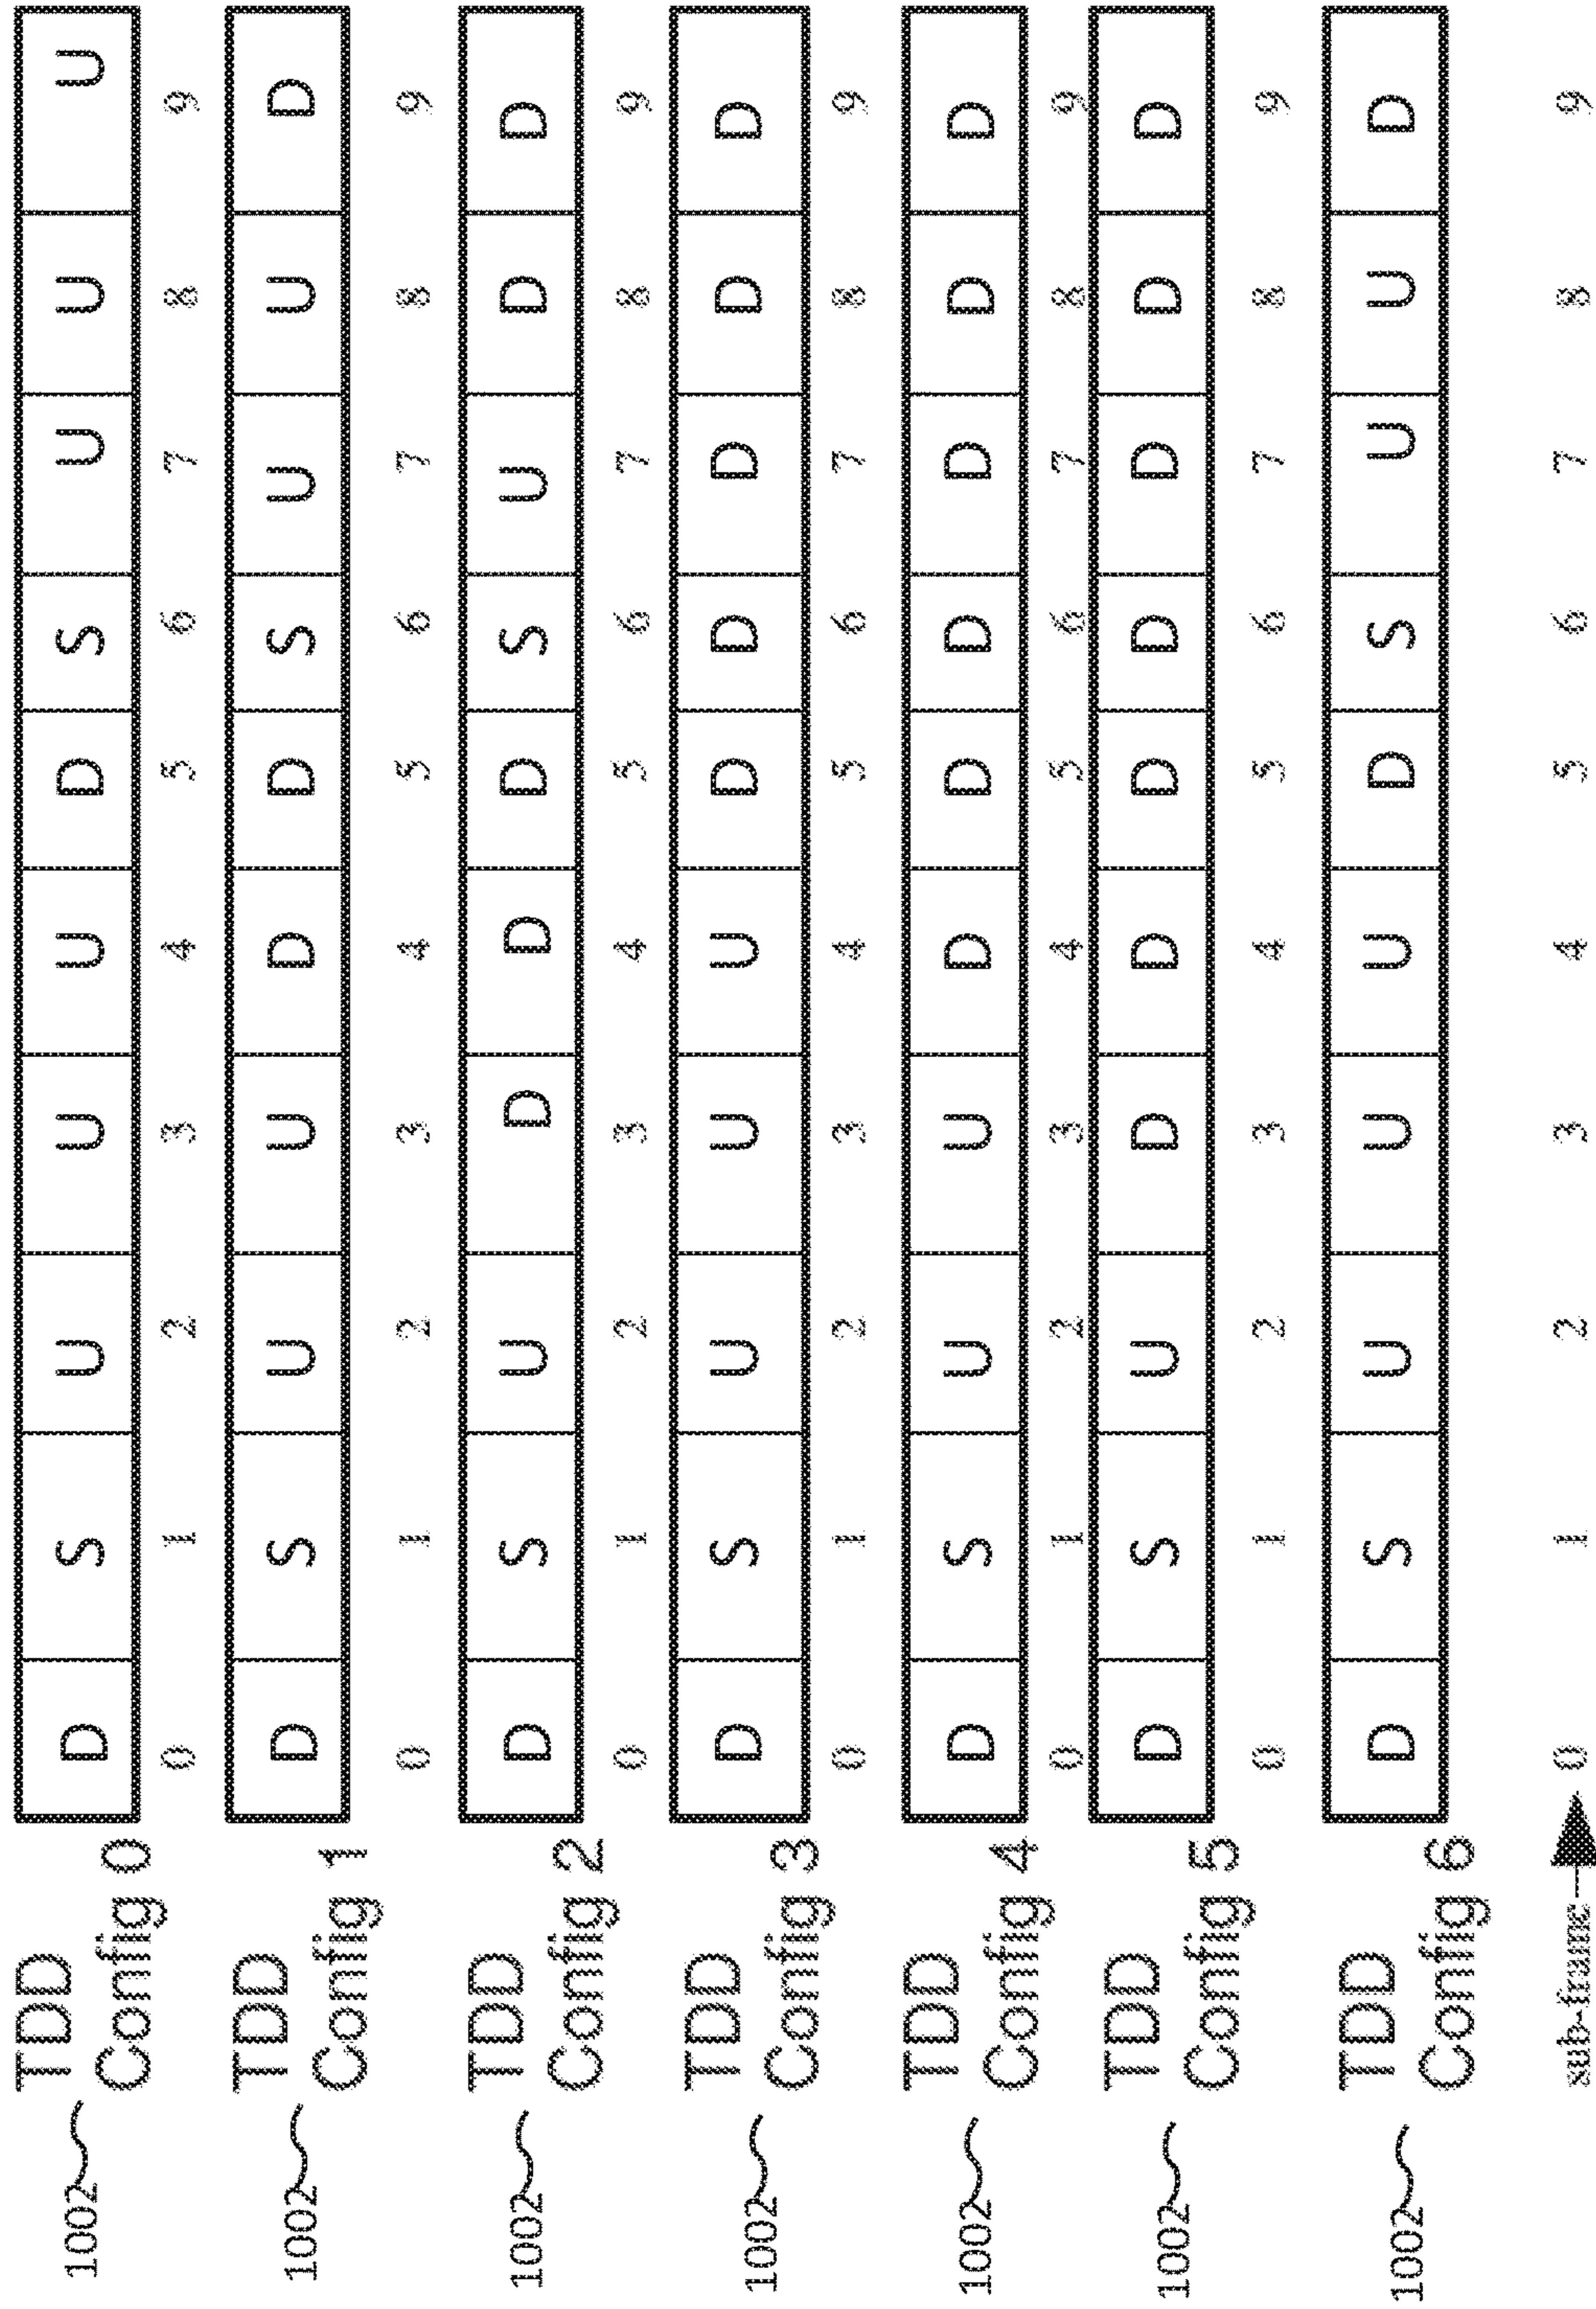 1002 TDD Config 0 D S U U U D S U U U
0 1 2 3 4 5 6 7 8 9
1002 TDD Config 1 D S U U D D S U U D
0 1 2 3 4 5 6 7 8 9
1002 TDD Config 2 D S U D D D S U D D
0 1 2 3 4 5 6 7 8 9
1002 TDD Config 3 D S U U U D D D D D
0 1 2 3 4 5 6 7 8 9
1002 TDD Config 4 D S U U D D D D D D
0 1 2 3 4 5 6 7 8 9
1002 TDD Config 5 D S U D D D D D D D
0 1 2 3 4 5 6 7 8 9
1002 TDD Config 6 D S U U U D S U U D
sub-frame 0 1 2 3 4 5 6 7 8 9